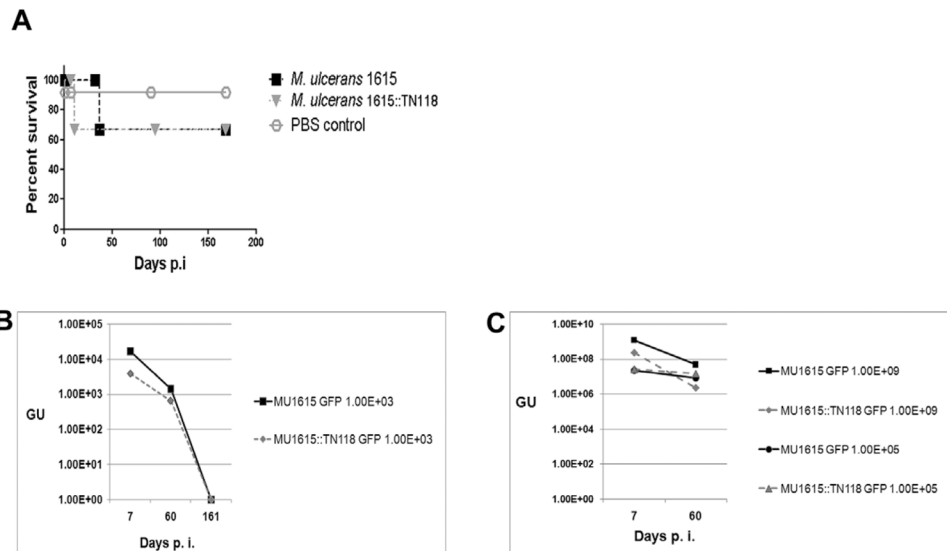 A
Percent survival
100
80
60
40
20
0
0 50 100 150 200
Days p.i
M. ulcerans 1615
M. ulcerans 1615::TN118
PBS control
B
1.00E+05
1.00E+04
1.00E+03
1.00E+02
1.00E+01
1.00E+00
GU
7 60 161
Days p. i.
MU1615 GFP 1.00E+03
MU1615::TN118 GFP 1.00E+03
C
1.00E+10
1.00E+08
1.00E+06
1.00E+04
1.00E+02
1.00E+00
GU
7 60
Days p. i.
MU1615 GFP 1.00E+09
MU1615::TN118 GFP 1.00E+09
MU1615 GFP 1.00E+05
MU1615::TN118 GFP 1.00E+05